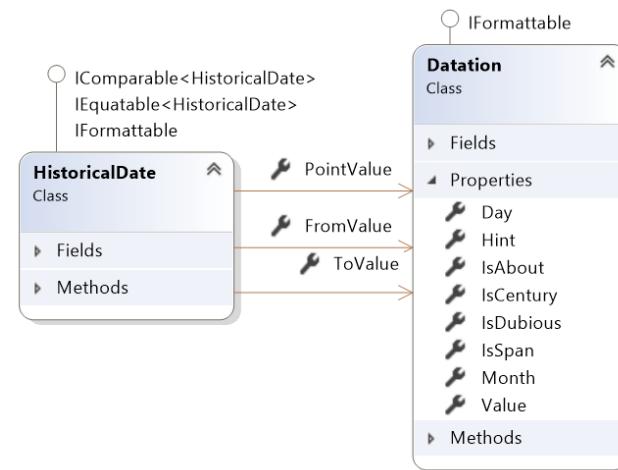 IFormattable
IComparable<HistoricalDate>
IEquatable<HistoricalDate>
IFormattable
HistoricalDate
Class
Fields
Methods
PointValue
FromValue
ToValue
Datation
Class
Fields
Properties
Day
Hint
IsAbout
IsCentury
IsDubious
IsSpan
Month
Value
Methods